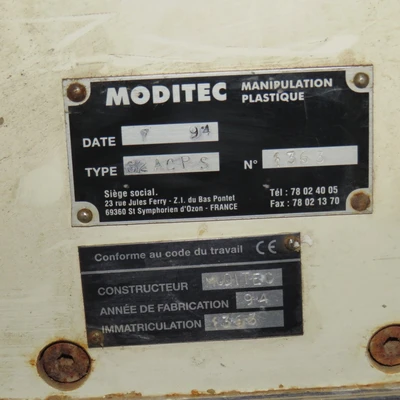 MODITEC MANIPULATION
PLASTIQUE
DATE 7 94
TYPE N°
Siège social. Tél : 78 02 40 05
23 rue Jules Ferry - Z.I. du Bas Pontet Fax : 78 02 13 70
69360 St Symphorien d'Ozon - FRANCE
Conforme au code du travail CE
CONSTRUCTEUR MODITEC
ANNÉE DE FABRICATION 94
IMMATRICULATION